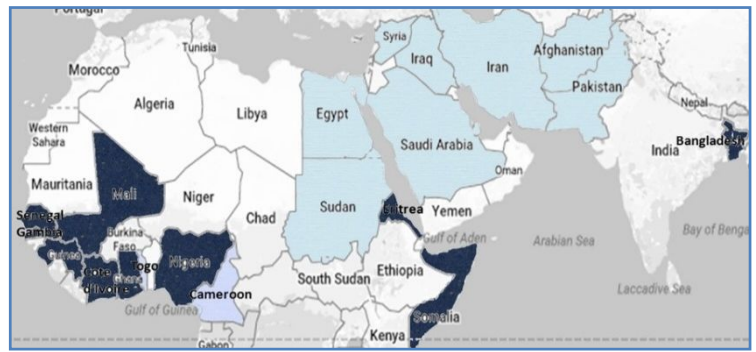 Portugal
Tunisia
Morocco
Algeria
Libya
Egypt
Syria
Iraq
Iran
Afghanistan
Pakistan
Nepal
Bangladesh
India
Western
Sahara
Saudi Arabia
Oman
Mauritania
Mali
Niger
Chad
Sudan
Eritrea
Yemen
Senegal
Gambia
Guinea
Burkina
Faso
Togo
Nigeria
Gulf of Aden
Arabian Sea
Bay of Benga
Cote
d'Ivoire
Ghana
Cameroon
South Sudan
Ethiopia
Laccadive Sea
Gulf of Guinea
Somalia
Kenya
Gabon